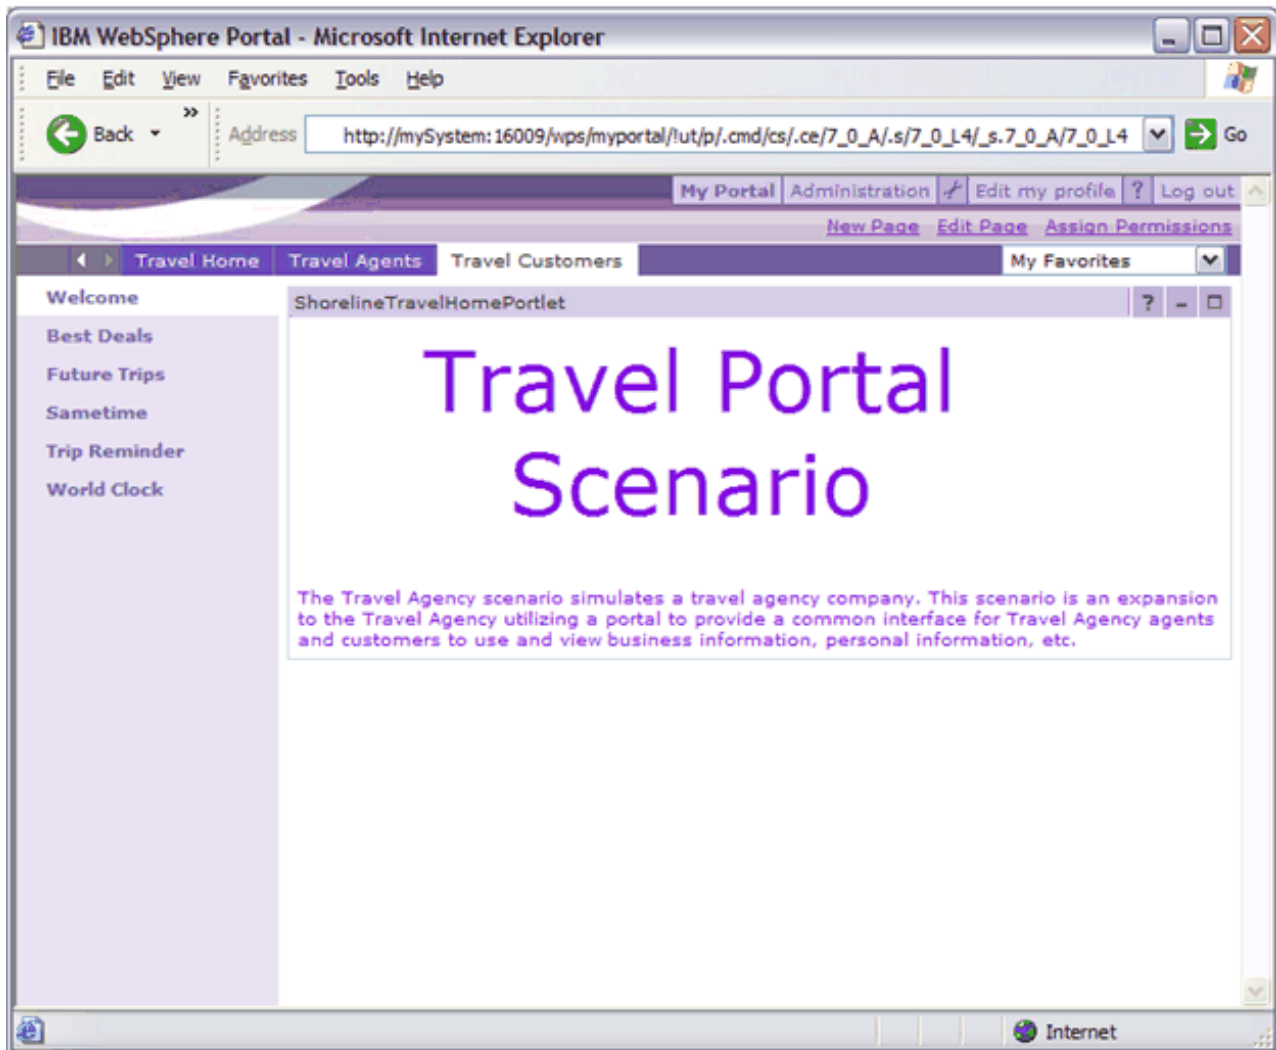 IBM WebSphere Portal - Microsoft Internet Explorer
File Edit View Favorites Tools Help
Back » Address http://mySystem:16009/wps/myportal/!ut/p/.cmd/cs/.ce/7_0_A/.s/7_0_L4/_s.7_0_A/7_0_L4 Go
My Portal Administration Edit my profile ? Log out
New Page Edit Page Assign Permissions
Travel Home Travel Agents Travel Customers My Favorites
Welcome
Best Deals
Future Trips
Sametime
Trip Reminder
World Clock
ShorelineTravelHomePortlet ?
Travel Portal
Scenario
The Travel Agency scenario simulates a travel agency company. This scenario is an expansion
to the Travel Agency utilizing a portal to provide a common interface for Travel Agency agents
and customers to use and view business information, personal information, etc.
Internet